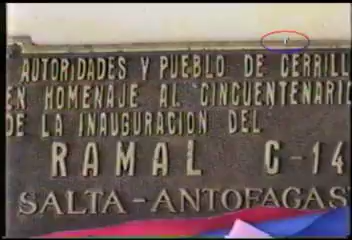 AUTORIDADES Y PUEBLO DE CERRILL
EN HOMENAJE AL CINCUENTENARIO
DE LA INAUGURACION DEL
RAMAL C-14
SALTA-ANTOFAGAS